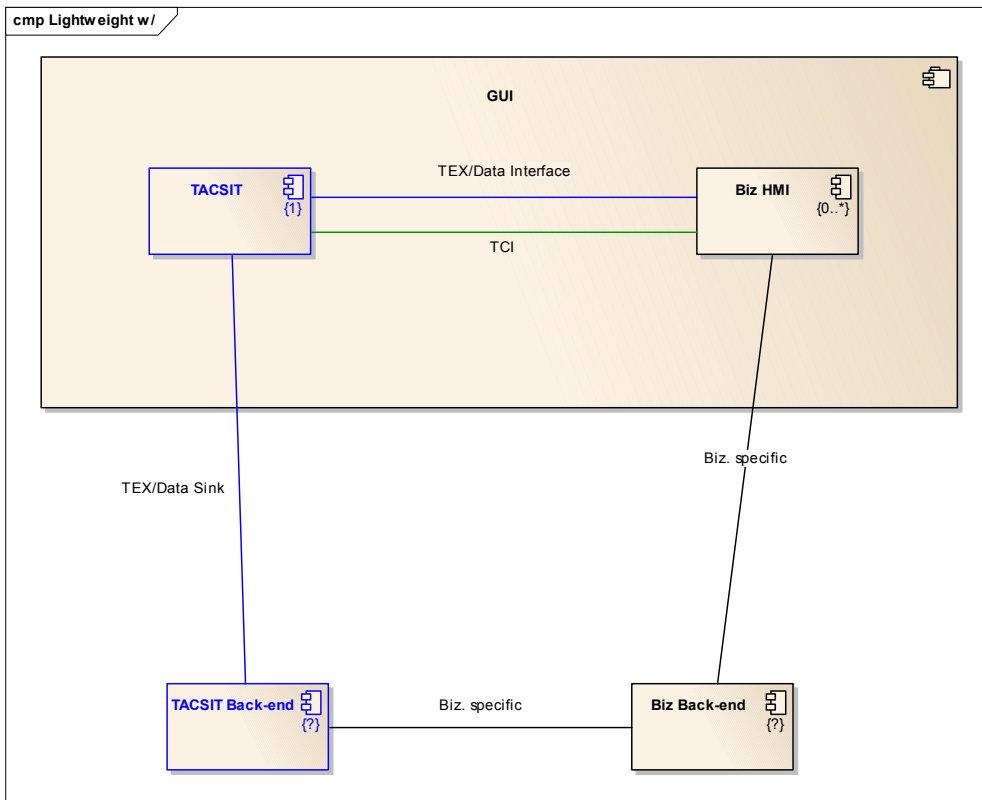 cmp Lightweight w/
GUI
TEX/Data Interface
TACSIT
{1}
Biz HMI
{0..*}
TCI
Biz. specific
TEX/Data Sink
TACSIT Back-end
{?}
Biz. specific
Biz Back-end
{?}